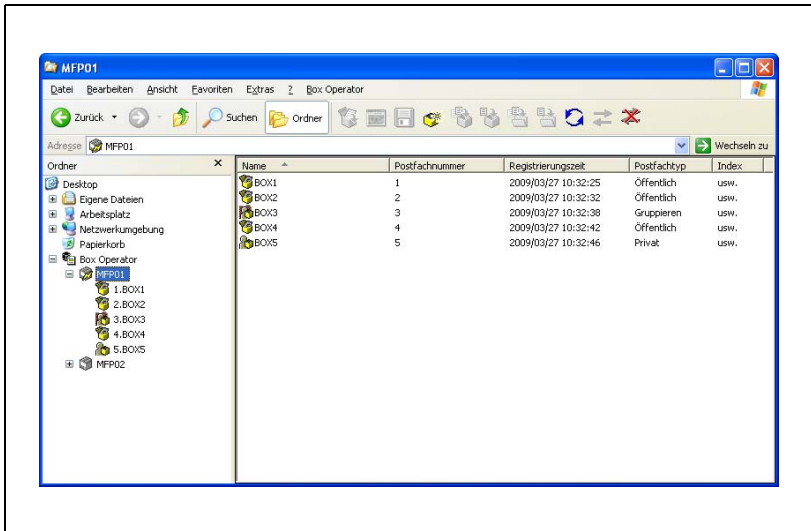 MFP01
Datei Bearbeiten Ansicht Favoriten Extras ? Box Operator
Zurück Suchen Ordner
Adresse MFP01 Wechseln zu
Ordner x
Desktop
Eigene Dateien
Arbeitsplatz
Netzwerkumgebung
Papierkorb
Box Operator
MFP01
1.BOX1
2.BOX2
3.BOX3
4.BOX4
5.BOX5
MFP02
Name Postfachnummer Registrierungszeit Postfachtyp Index
BOX1 1 2009/03/27 10:32:25 Öffentlich usw.
BOX2 2 2009/03/27 10:32:32 Öffentlich usw.
BOX3 3 2009/03/27 10:32:38 Gruppieren usw.
BOX4 4 2009/03/27 10:32:42 Öffentlich usw.
BOX5 5 2009/03/27 10:32:46 Privat usw.